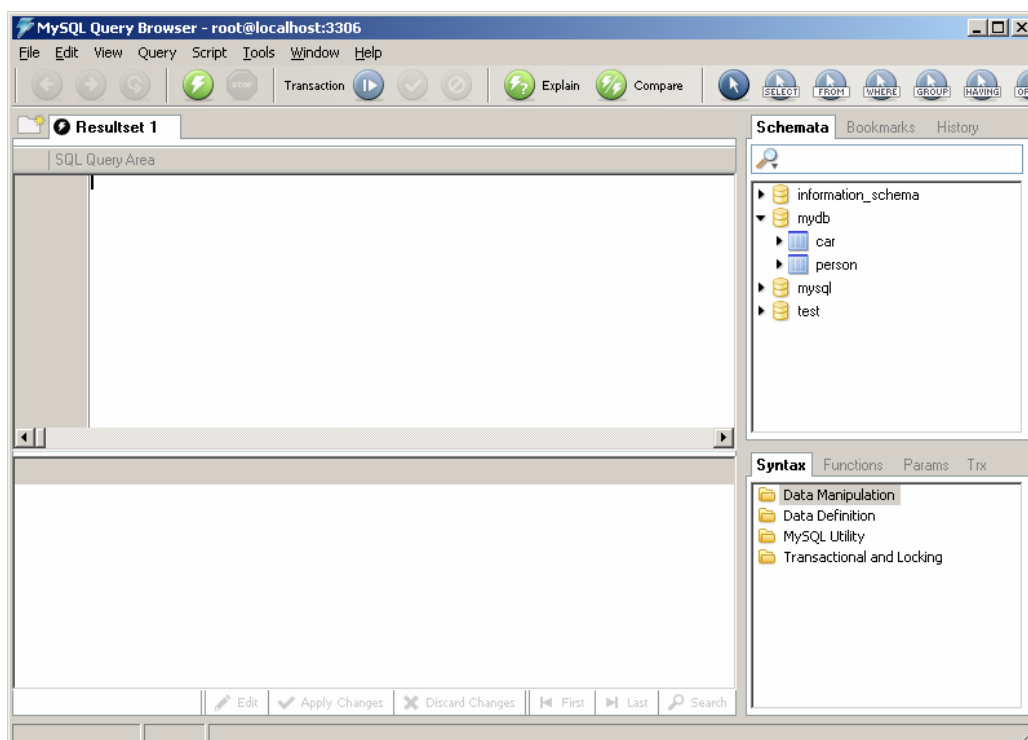 MySQL Query Browser - root@localhost:3306
File Edit View Query Script Tools Window Help
STOP Transaction Explain Compare SELECT FROM WHERE GROUP HAVING
Resultset 1
SQL Query Area
Schemata Bookmarks History
information_schema
mydb
car
person
mysql
test
Syntax Functions Params Trx
Data Manipulation
Data Definition
MySQL Utility
Transactional and Locking
Edit Apply Changes Discard Changes First Last Search